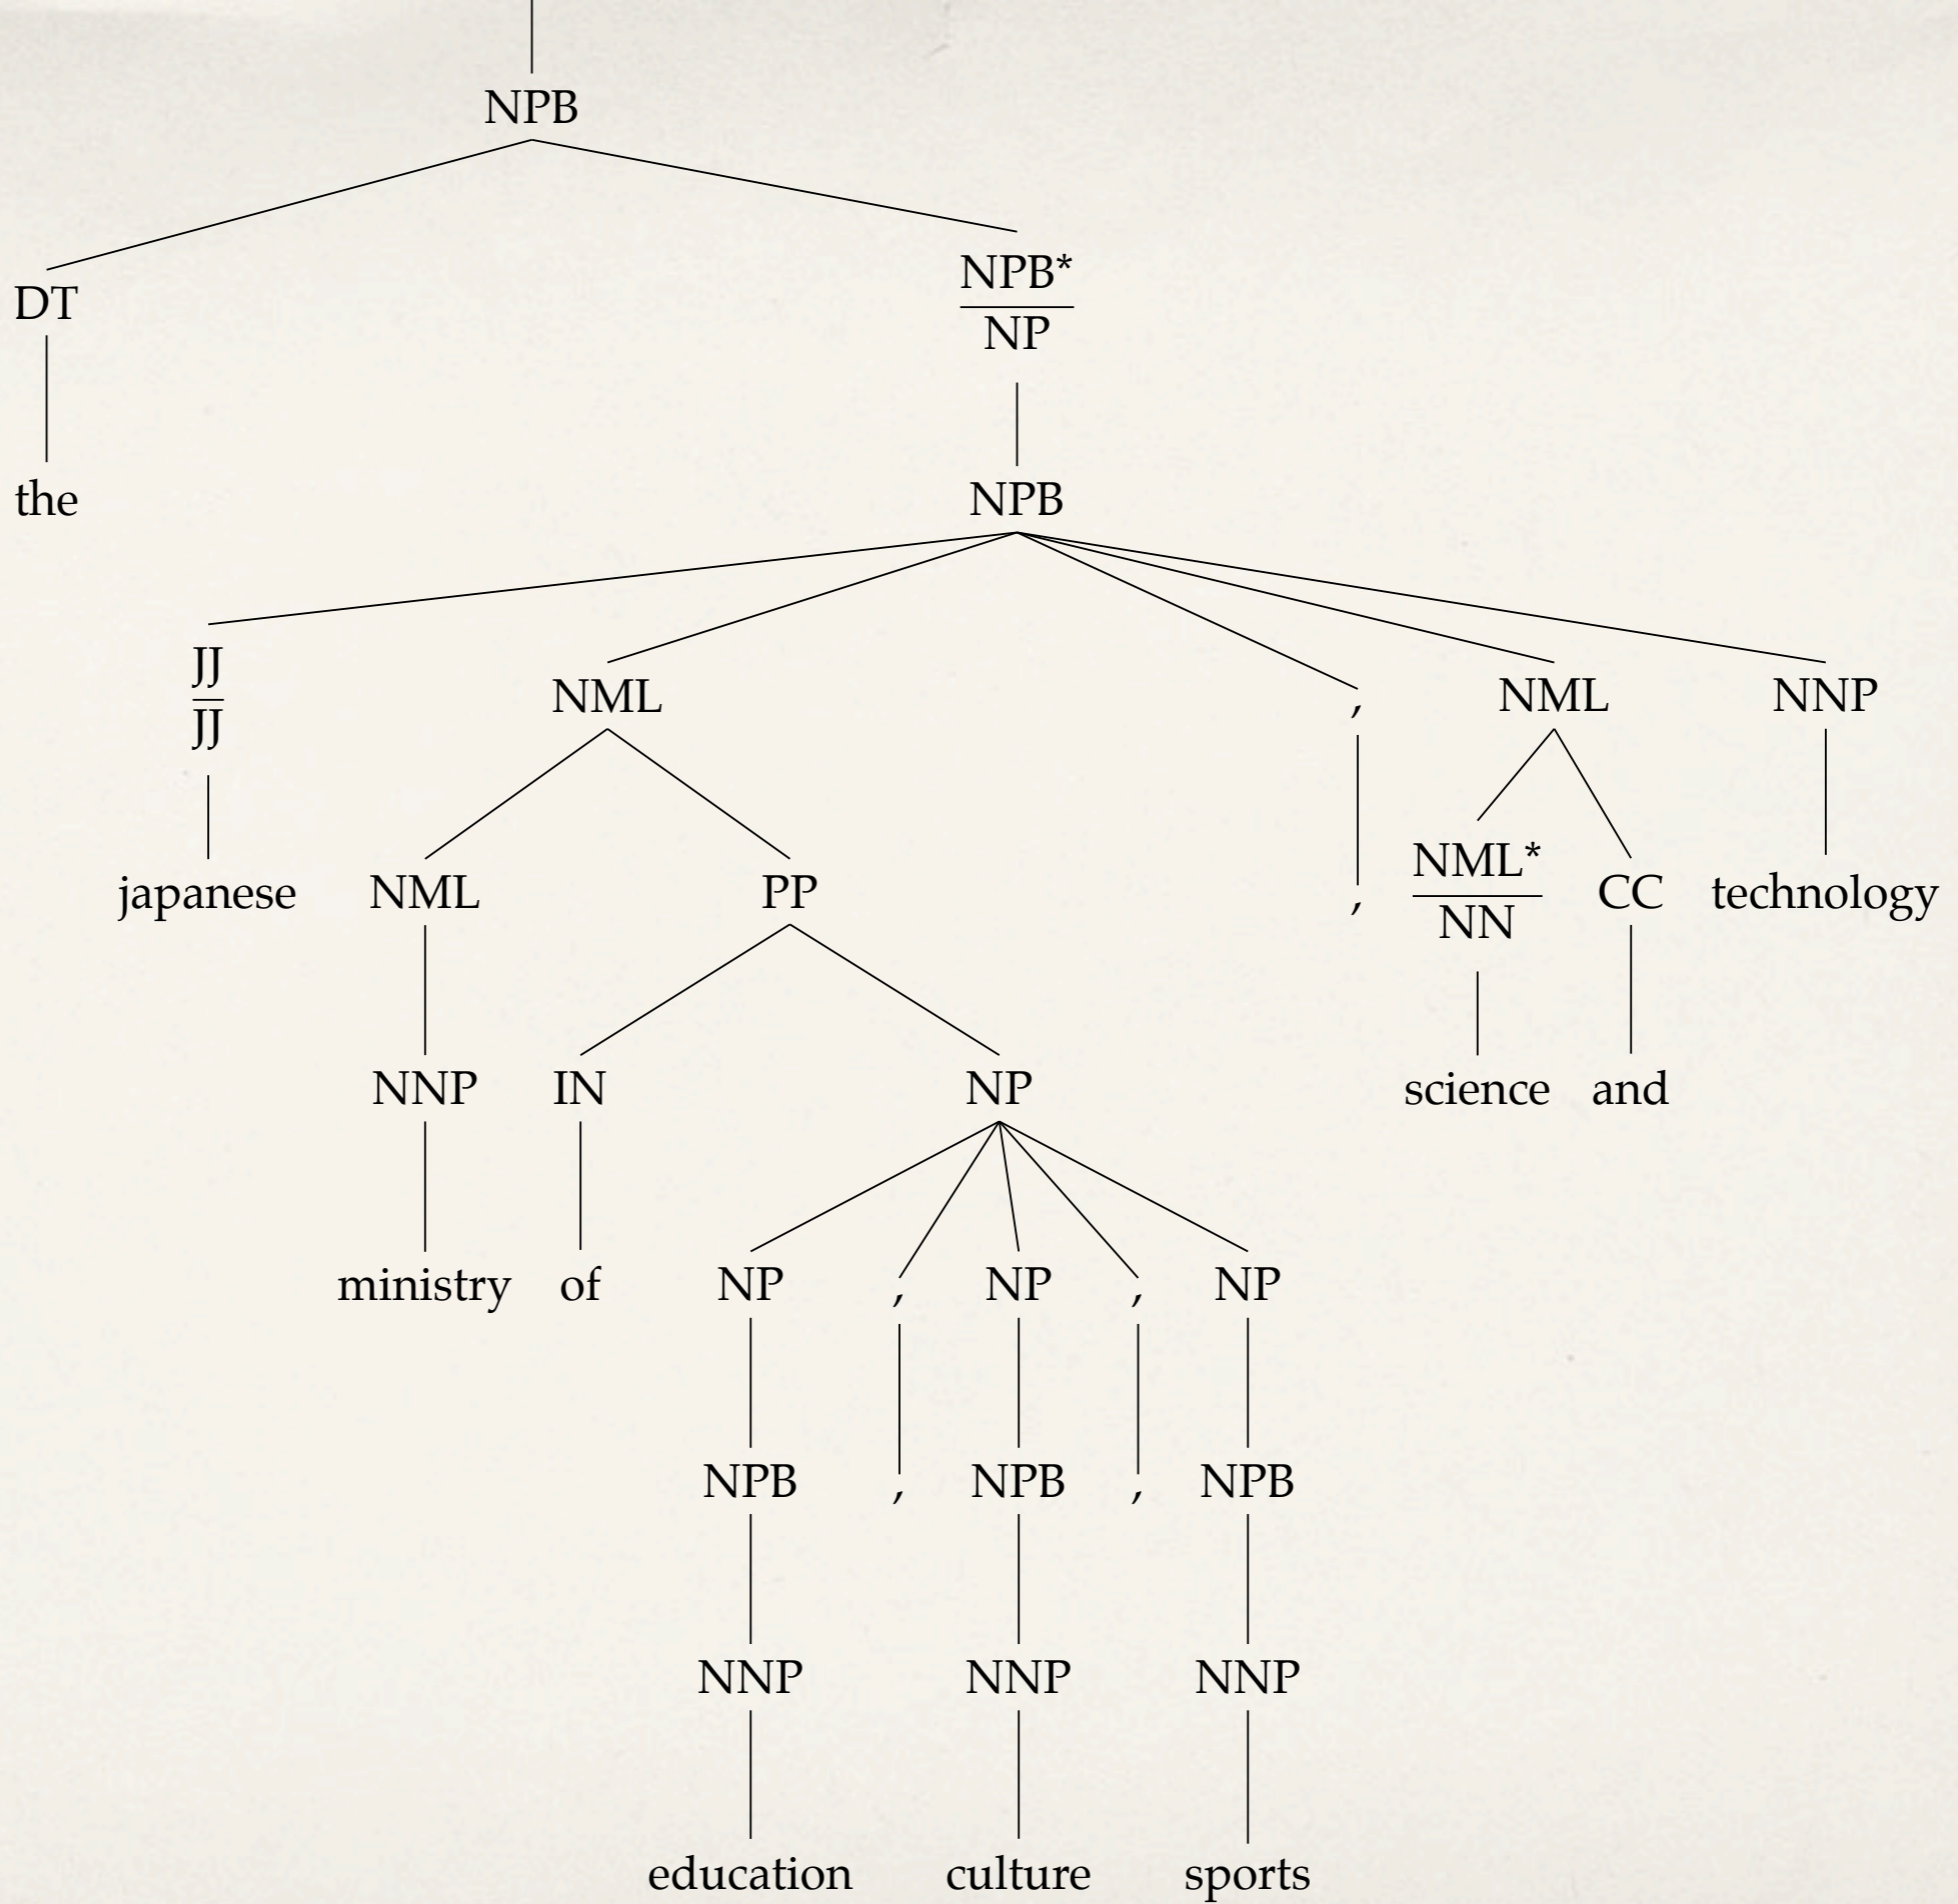 NPB
DT NPB*
NP
the NPB
JJ
JJ NML , NML NNP
japanese NML PP , NML*
NN CC technology
NNP IN NP science and
ministry of NP , NP , NP
NPB , NPB , NPB
NNP NNP NNP
education culture sports